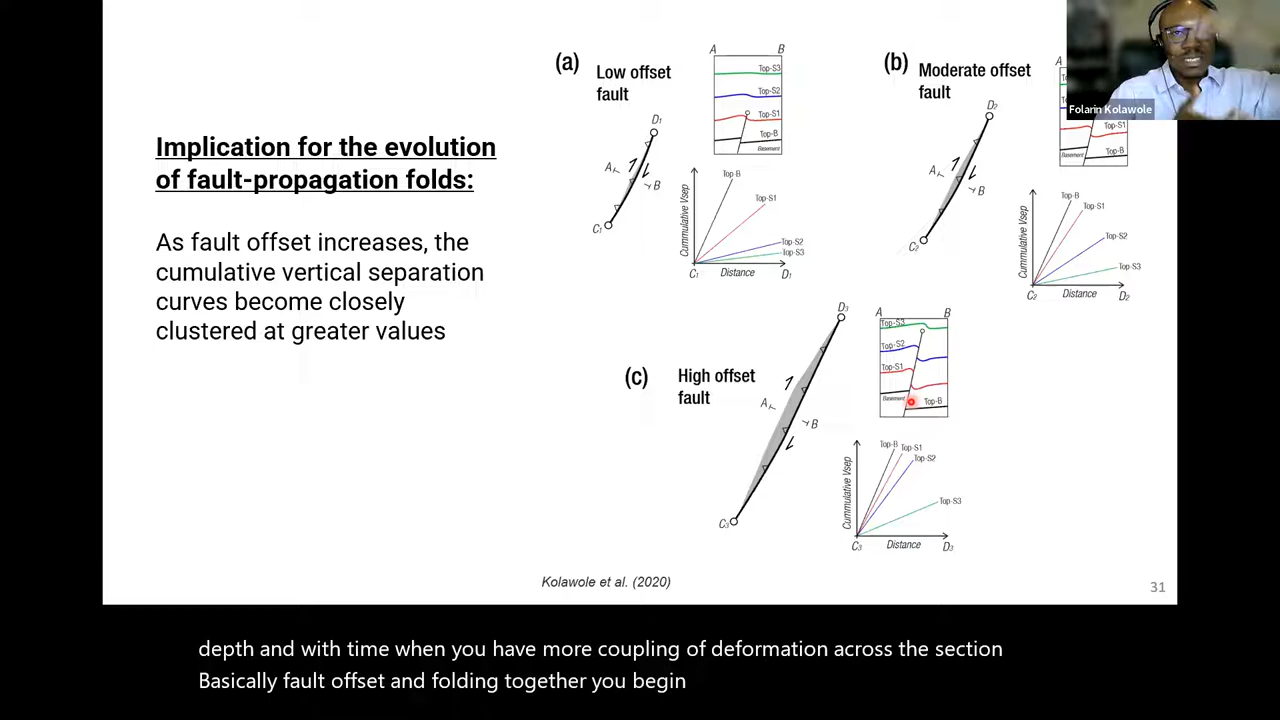 Implication for the evolution
of fault-propagation folds:
As fault offset increases, the
cumulative vertical separation
curves become closely
clustered at greater values
(a)
Low offset
fault
A B
Top-S3
Top-S2
Top-S1
Top-B
Basement
D1
A
B
C1
Cummulative Vsep
Top-B
Top-S1
Top-S2
Top-S3
C1 Distance D1
(b)
Moderate offset
fault
A
Top-S1
Basement
Top-B
D2
A
B
C2
Cummulative Vsep
Top-B
Top-S1
Top-S2
Top-S3
C2 Distance D2
Folarin Kolawole
(c)
High offset
fault
A B
Top-S3
Top-S2
Top-S1
Basement
Top-B
D3
A
B
C3
Cummulative Vsep
Top-B
Top-S1
Top-S2
Top-S3
C3 Distance D3
Kolawole et al. (2020)
31
depth and with time when you have more coupling of deformation across the section
Basically fault offset and folding together you begin